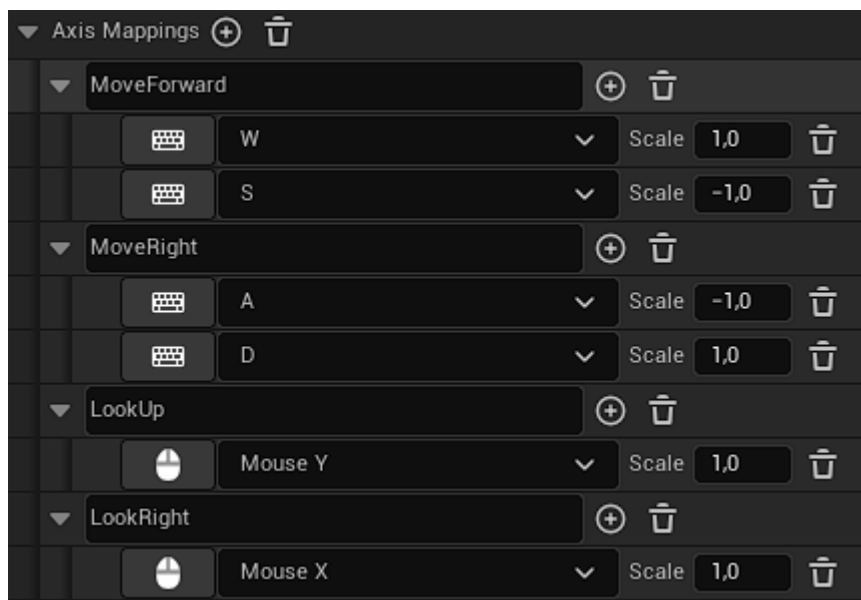 Axis Mappings
MoveForward
W Scale 1,0
S Scale -1,0
MoveRight
A Scale -1,0
D Scale 1,0
LookUp
Mouse Y Scale 1,0
LookRight
Mouse X Scale 1,0